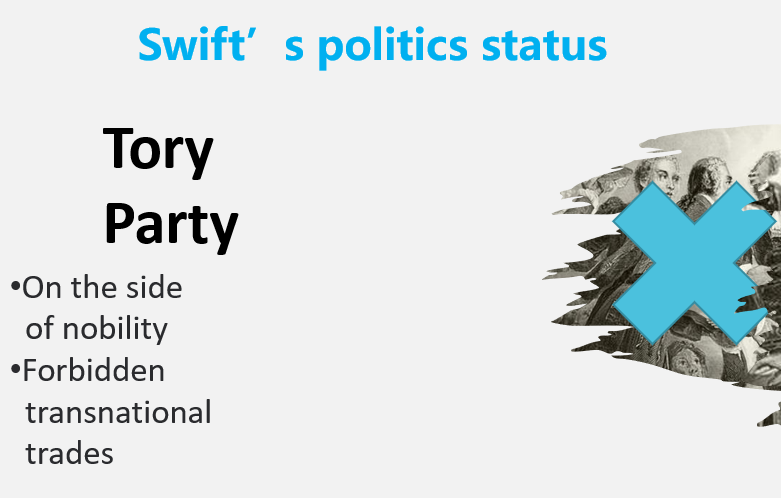 Swift’ s politics status
Tory
Party
•On the side
of nobility
•Forbidden
transnational
trades